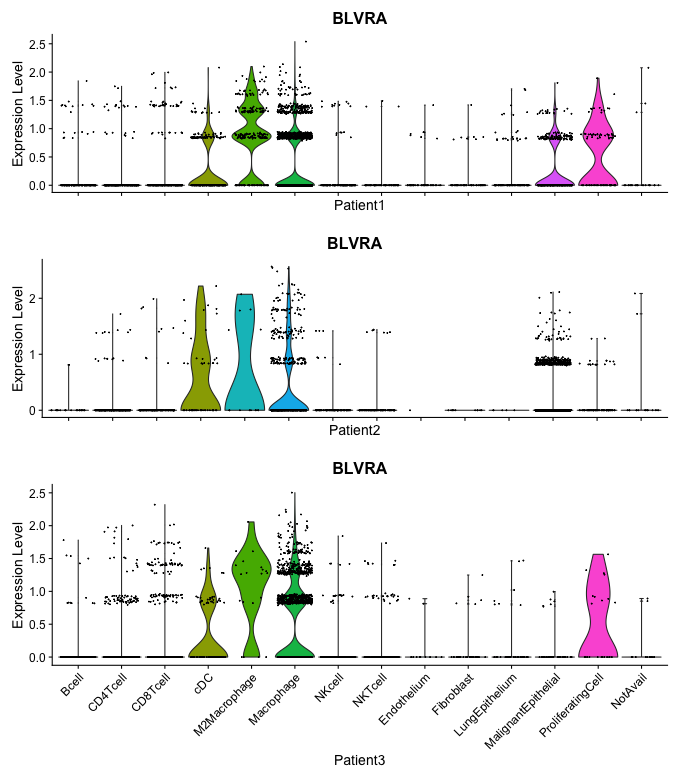 BLVRA
Expression Level
2.5
2.0
1.5
1.0
0.5
0.0
Patient1
BLVRA
Expression Level
2
1
0
Patient2
BLVRA
Expression Level
2.5
2.0
1.5
1.0
0.5
0.0
Bcell
CD4Tcell
CD8Tcell
cDC
M2Macrophage
Macrophage
NKcell
NKTcell
Endothelium
Fibroblast
LungEpithelium
MalignantEpithelial
ProliferatingCell
NotAvail
Patient3